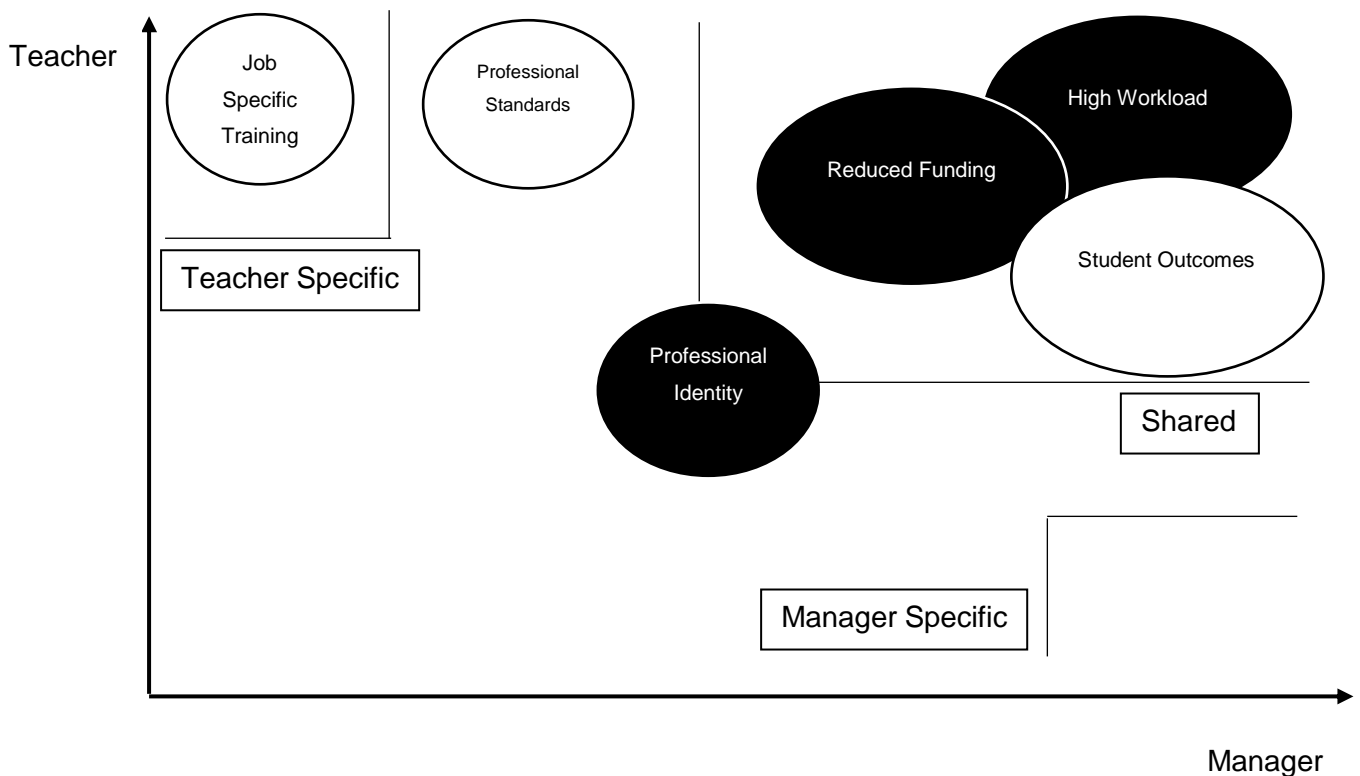 Teacher
Job
Specific
Training
Professional
Standards
High Workload
Reduced Funding
Student Outcomes
Teacher Specific
Professional
Identity
Shared
Manager Specific
Manager